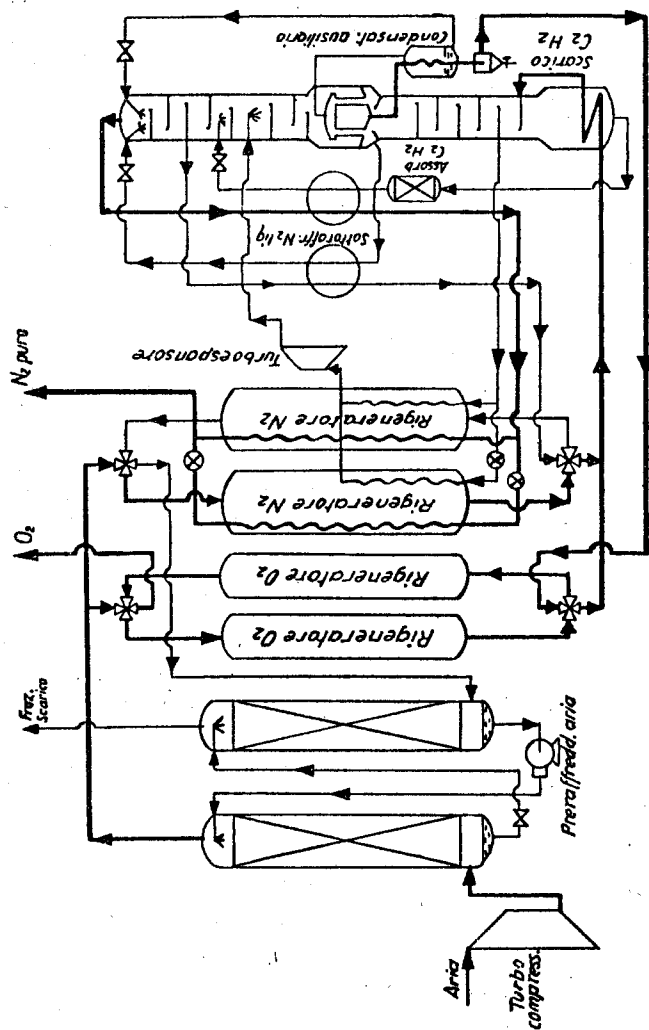 Aria
Turbo
compress.
Preraffredd. aria
Fraz.
Scarico
O₂
N₂ puro
Rigeneratore O₂
Rigeneratore O₂
Rigeneratore N₂
Rigeneratore N₂
Turboespansore
Sottoraffr. N₂ liq
Assorb
C₂ H₂
Condensat. ausiliario
Scarico
C₂ H₂